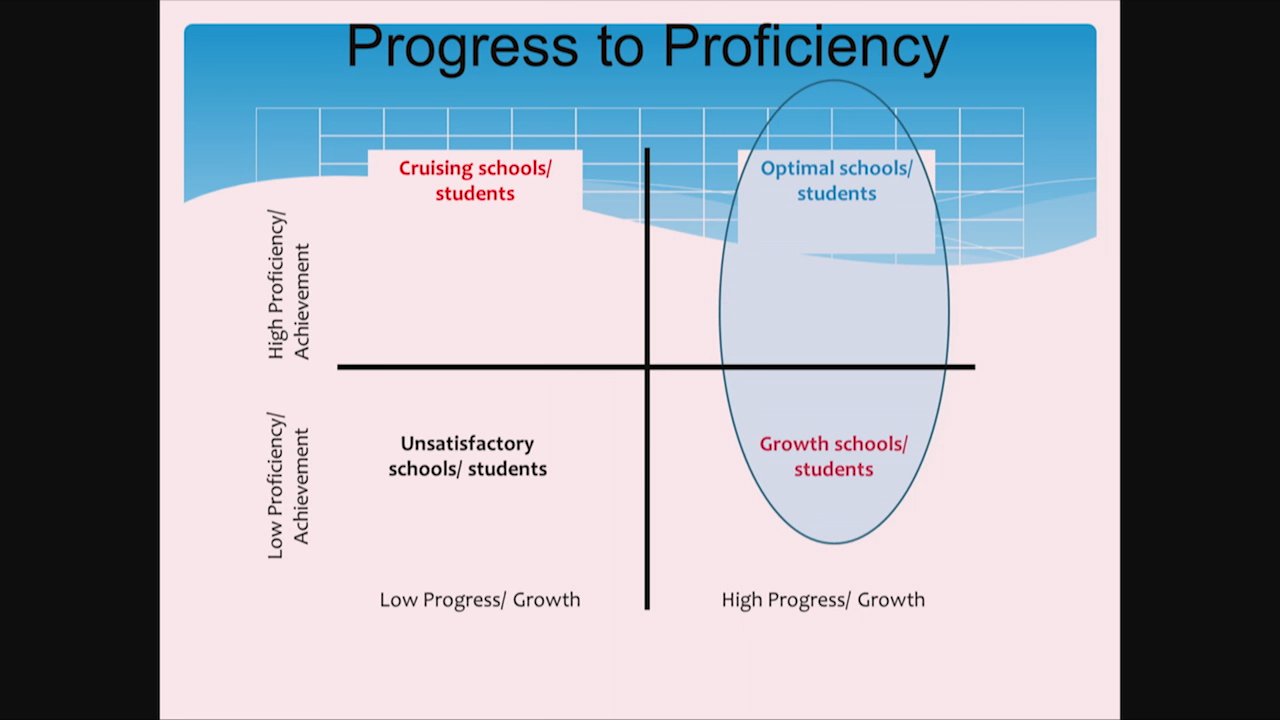 Progress to Proficiency
Cruising schools/
students
Optimal schools/
students
High Proficiency/
Achievement
Low Proficiency/
Achievement
Unsatisfactory
schools/ students
Growth schools/
students
Low Progress/ Growth
High Progress/ Growth